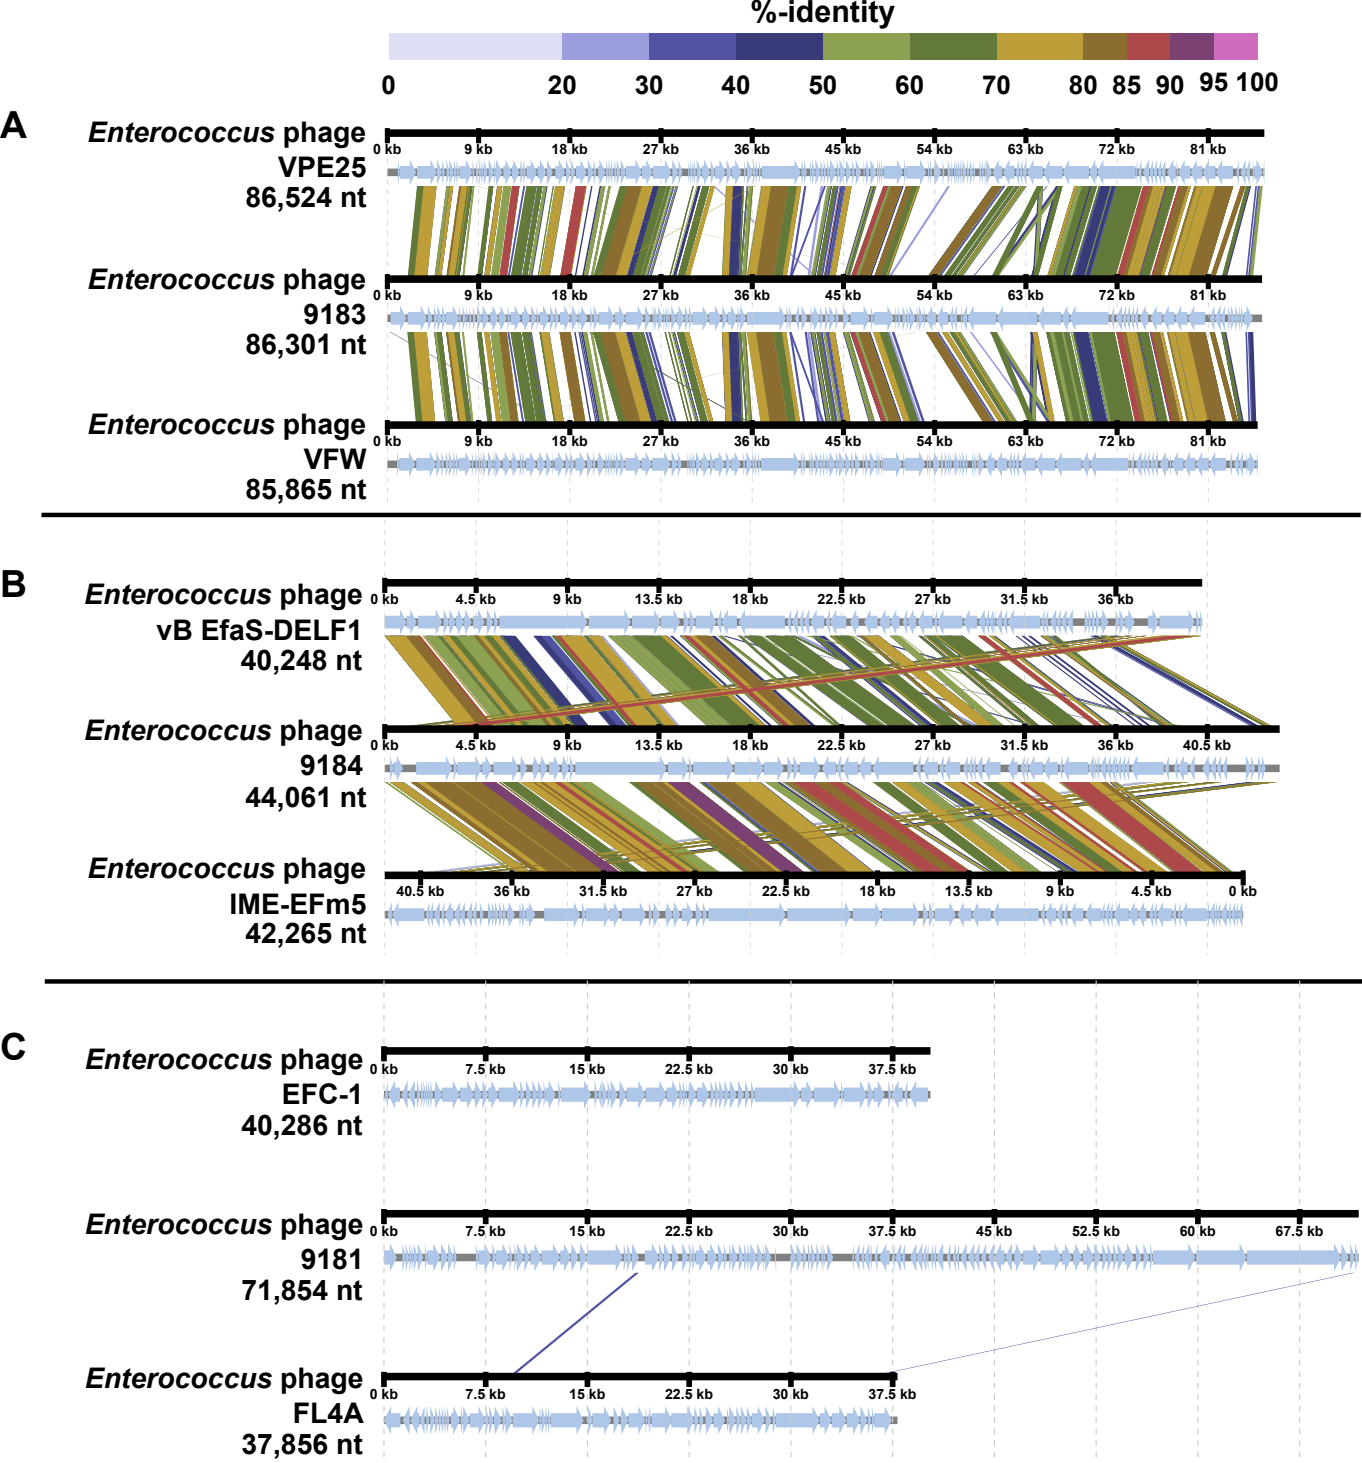 %-identity
0 20 30 40 50 60 70 80 85 90 95 100
A
Enterococcus phage
VPE25
86,524 nt
0 kb 9 kb 18 kb 27 kb 36 kb 45 kb 54 kb 63 kb 72 kb 81 kb
Enterococcus phage
9183
86,301 nt
0 kb 9 kb 18 kb 27 kb 36 kb 45 kb 54 kb 63 kb 72 kb 81 kb
Enterococcus phage
VFW
85,865 nt
0 kb 9 kb 18 kb 27 kb 36 kb 45 kb 54 kb 63 kb 72 kb 81 kb
B
Enterococcus phage
vB EfaS-DELF1
40,248 nt
0 kb 4.5 kb 9 kb 13.5 kb 18 kb 22.5 kb 27 kb 31.5 kb 36 kb
Enterococcus phage
9184
44,061 nt
0 kb 4.5 kb 9 kb 13.5 kb 18 kb 22.5 kb 27 kb 31.5 kb 36 kb 40.5 kb
Enterococcus phage
IME-EFm5
42,265 nt
40.5 kb 36 kb 31.5 kb 27 kb 22.5 kb 18 kb 13.5 kb 9 kb 4.5 kb 0 kb
C
Enterococcus phage
EFC-1
40,286 nt
0 kb 7.5 kb 15 kb 22.5 kb 30 kb 37.5 kb
Enterococcus phage
9181
71,854 nt
0 kb 7.5 kb 15 kb 22.5 kb 30 kb 37.5 kb 45 kb 52.5 kb 60 kb 67.5 kb
Enterococcus phage
FL4A
37,856 nt
0 kb 7.5 kb 15 kb 22.5 kb 30 kb 37.5 kb